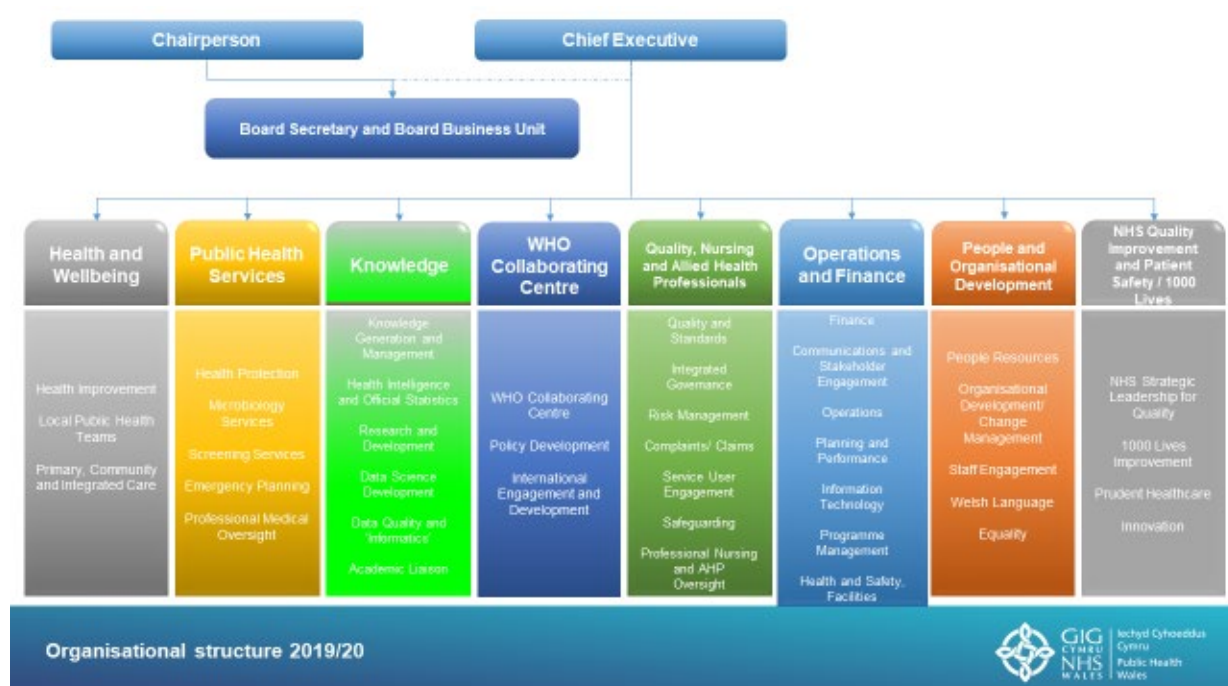 Chairperson
Chief Executive
Board Secretary and Board Business Unit
Health and
Wellbeing
Public Health
Services
Knowledge
WHO
Collaborating
Centre
Quality, Nursing
and Allied Health
Professionals
Operations
and Finance
People and
Organisational
Development
NHS Quality
Improvement
and Patient
Safety / 1000
Lives
Health Improvement
Local Public Health
Teams
Primary, Community
and Integrated Care
Health Protection
Microbiology
Services
Screening Services
Emergency Planning
Professional Medical
Oversight
Knowledge
Generation and
Management
Health Intelligence
and Official Statistics
Research and
Development
Data Science
Development
Data Quality and
'Informatics'
Academic Liaison
WHO Collaborating
Centre
Policy Development
International
Engagement and
Development
Quality and
Standards
Integrated
Governance
Risk Management
Complaints/ Claims
Service User
Engagement
Safeguarding
Professional Nursing
and AHP
Oversight
Finance
Communications and
Stakeholder
Engagement
Operations
Planning and
Performance
Information
Technology
Programme
Management
Health and Safety,
Facilities
People Resources
Organisational
Development/
Change
Management
Staff Engagement
Welsh Language
Equality
NHS Strategic
Leadership for
Quality
1000 Lives
Improvement
Prudent Healthcare
Innovation
Organisational structure 2019/20
GIG
CYMRU
NHS
WALES
Iechyd Cyhoeddus
Cymru
Public Health
Wales